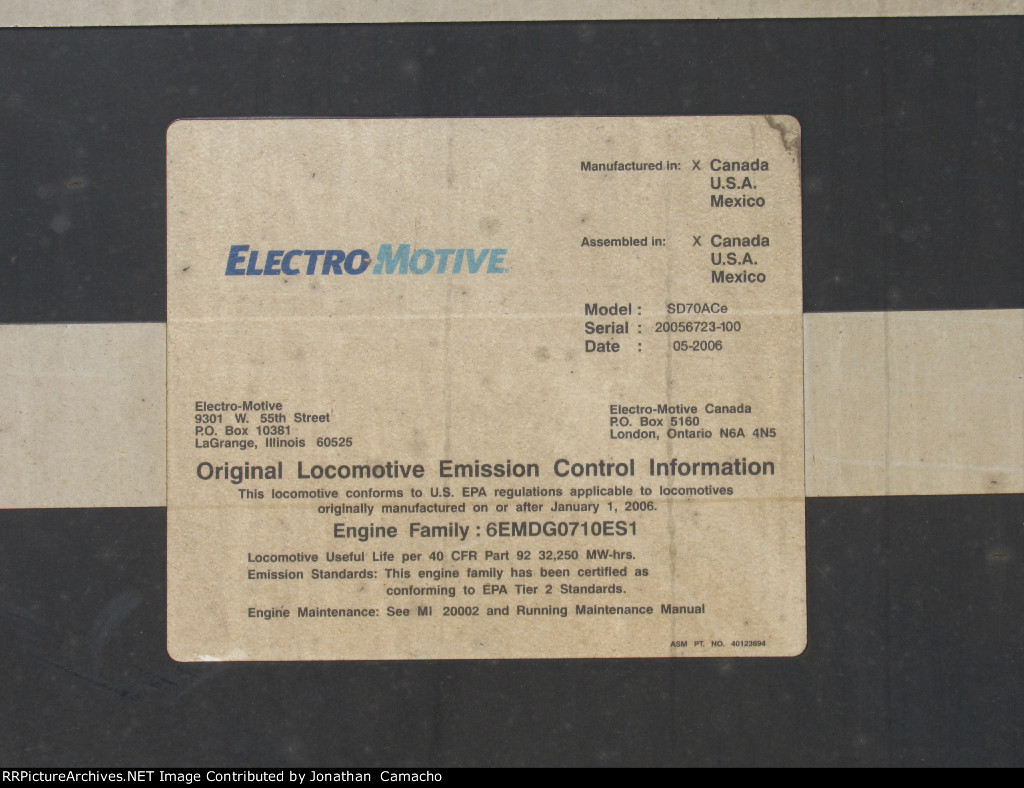 Manufactured in: X Canada
U.S.A.
Mexico
Assembled in: X Canada
U.S.A.
Mexico
ELECTRO-MOTIVE
Model : SD70ACe
Serial : 20056723-100
Date : 05-2006
Electro-Motive
9301 W. 55th Street
P.O. Box 10381
LaGrange, Illinois 60525
Electro-Motive Canada
P.O. Box 5160
London, Ontario N6A 4N5
Original Locomotive Emission Control Information
This locomotive conforms to U.S. EPA regulations applicable to locomotives
originally manufactured on or after January 1, 2006.
Engine Family : 6EMDG0710ES1
Locomotive Useful Life per 40 CFR Part 92 32,250 MW-hrs.
Emission Standards: This engine family has been certified as
conforming to EPA Tier 2 Standards.
Engine Maintenance: See MI 20002 and Running Maintenance Manual
ASM PT. NO. 40123694
RRPictureArchives.NET Image Contributed by Jonathan Camacho